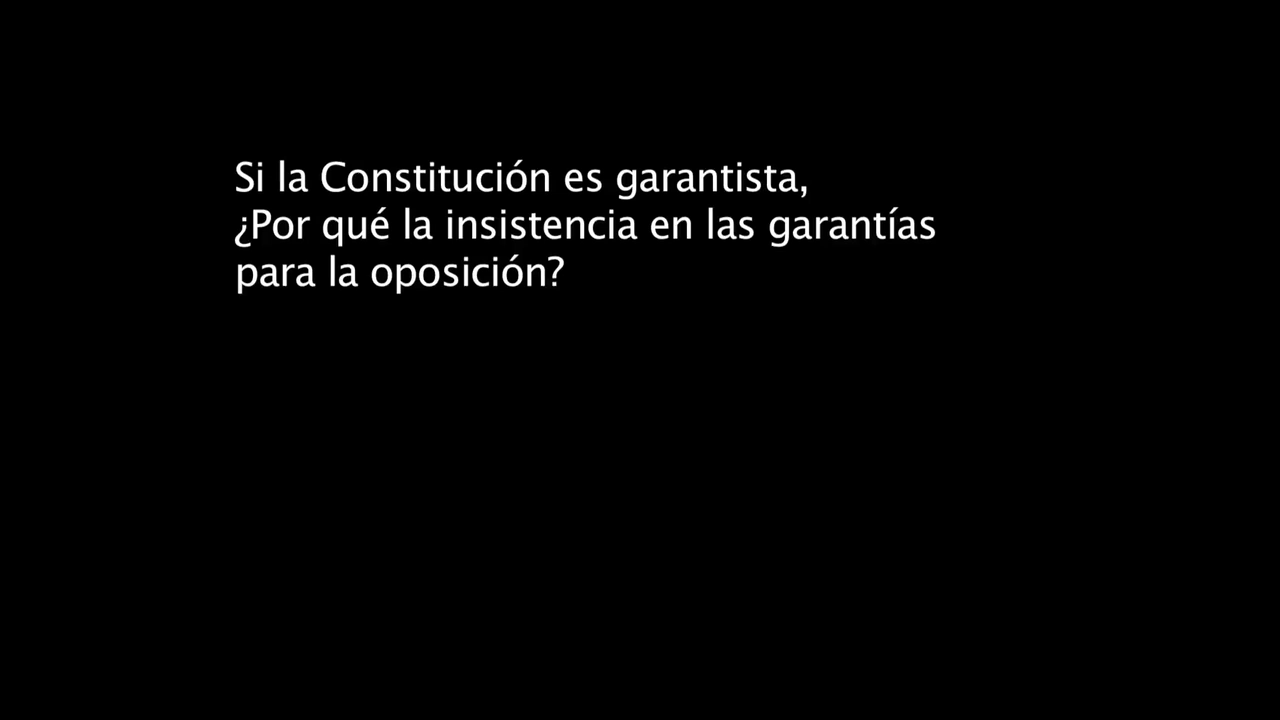 Si la Constitución es garantista,
¿Por qué la insistencia en las garantías
para la oposición?